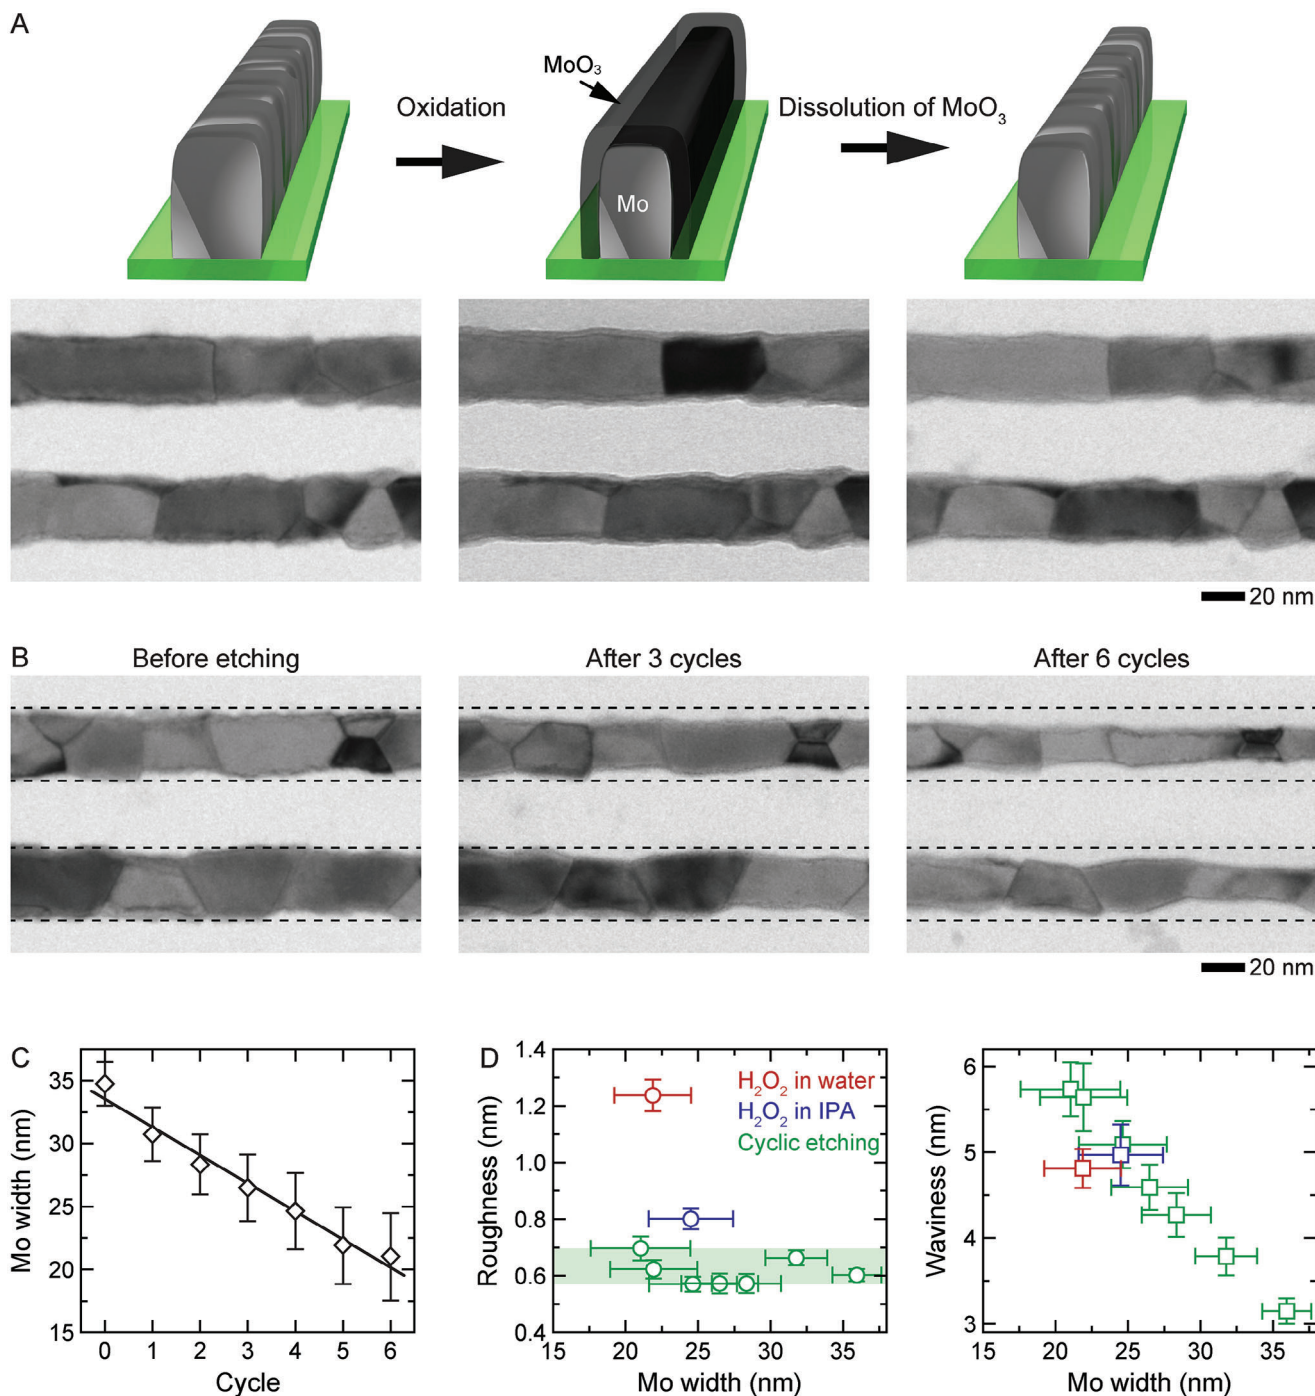 A
MoO₃
Oxidation
Dissolution of MoO₃
Mo
20 nm
B
Before etching
After 3 cycles
After 6 cycles
20 nm
C
Mo width (nm)
35
30
25
20
15
0 1 2 3 4 5 6
Cycle
D
Roughness (nm)
1.4
1.2
1.0
0.8
0.6
0.4
H₂O₂ in water
H₂O₂ in IPA
Cyclic etching
15 20 25 30 35
Mo width (nm)
Waviness (nm)
6
5
4
3
15 20 25 30 35
Mo width (nm)